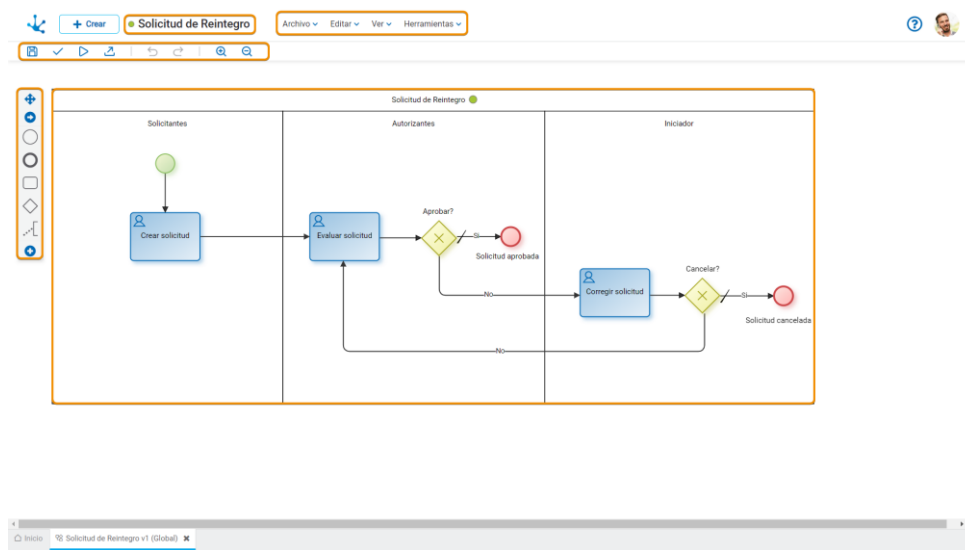 + Crear
Solicitud de Reintegro
Archivo Editar Ver Herramientas
Solicitud de Reintegro
Solicitantes
Autorizantes
Iniciador
Aprobar?
Crear solicitud
Evaluar solicitud
Si
Solicitud aprobada
Cancelar?
Corregir solicitud
No
Si
Solicitud cancelada
No
Inicio
Solicitud de Reintegro v1 (Global)